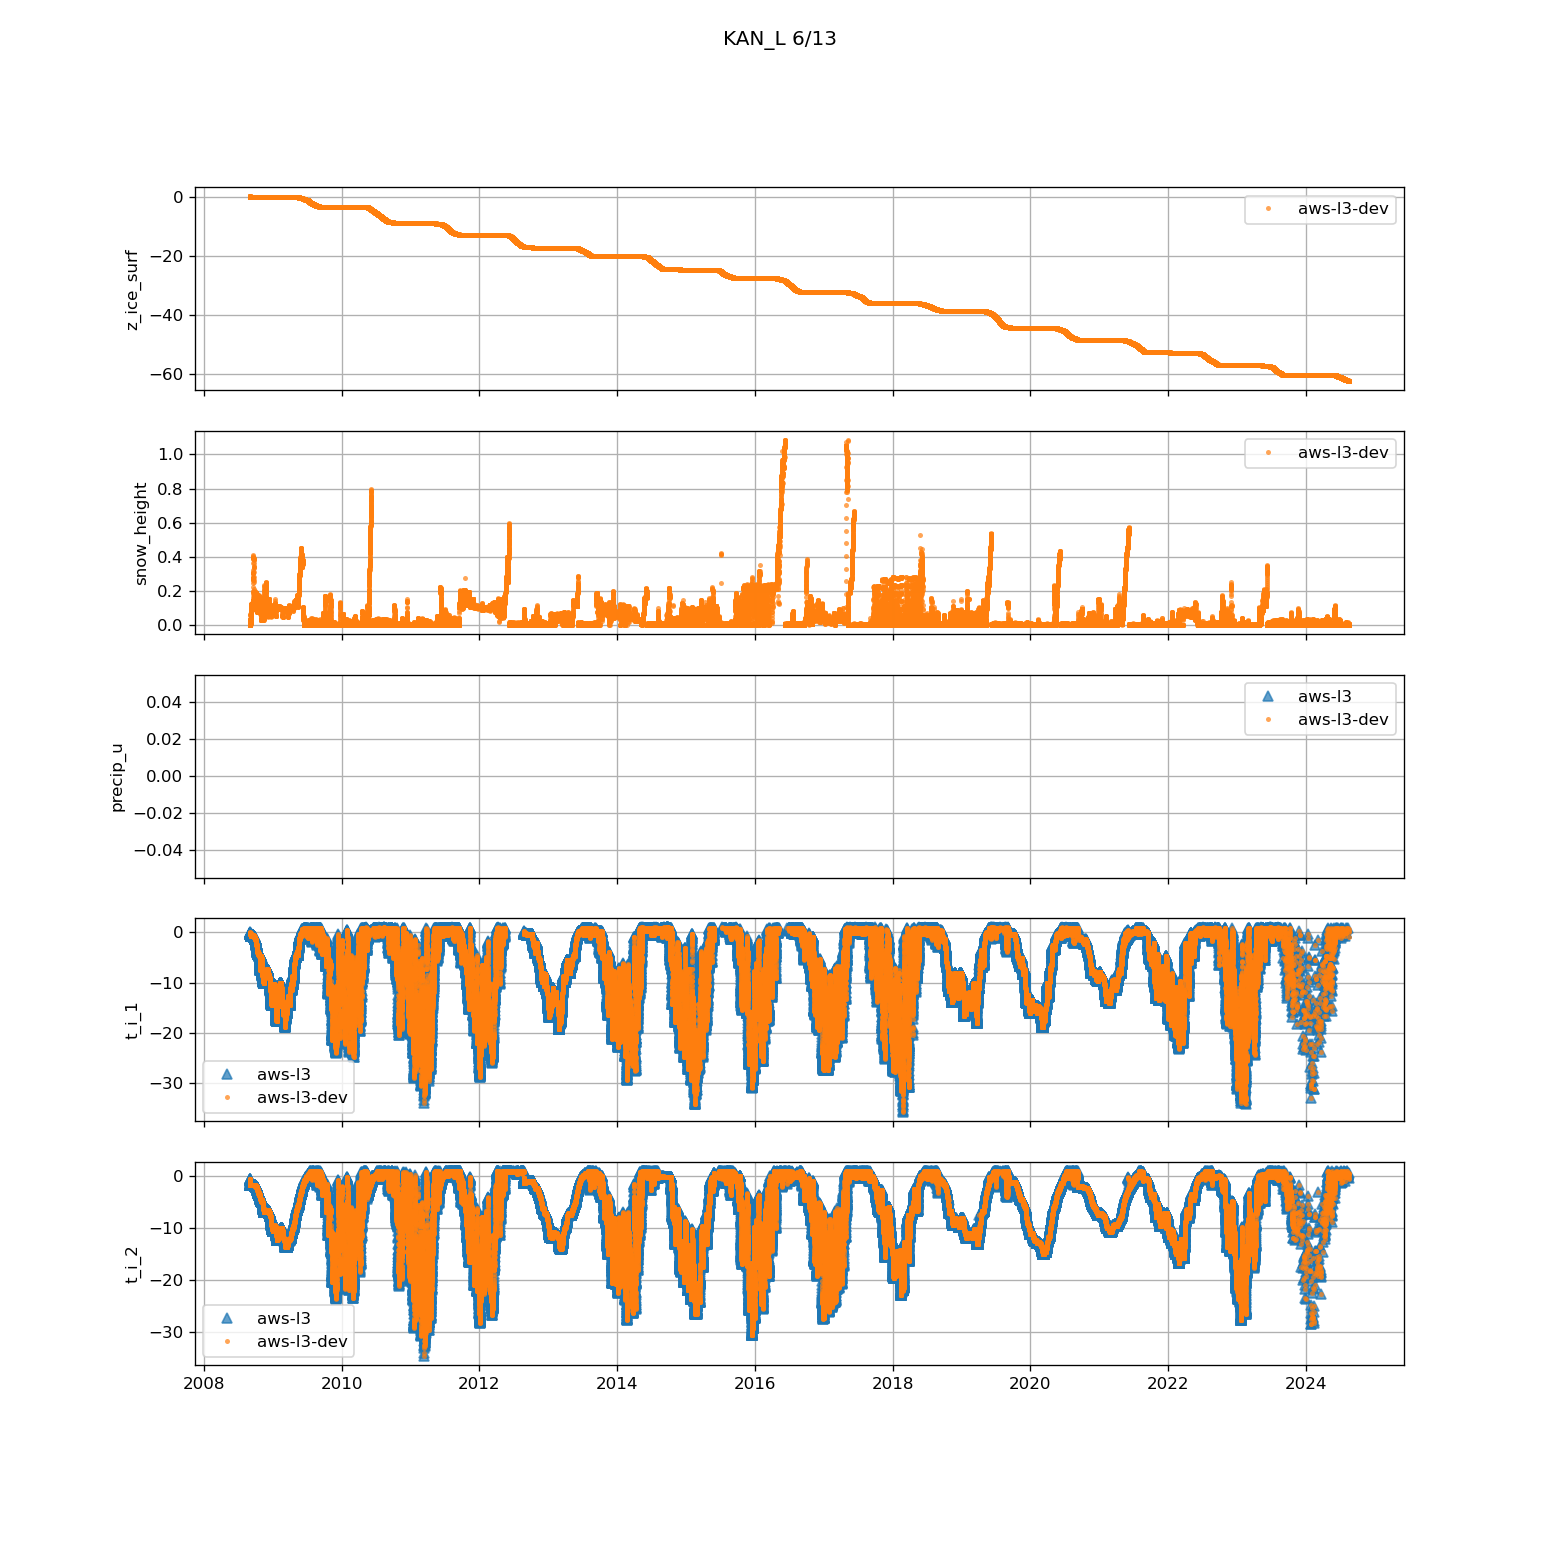 KAN_L 6/13
0
−20
−40
−60
z_ice_surf
aws-l3-dev
1.0
0.8
0.6
0.4
0.2
0.0
snow_height
aws-l3-dev
0.04
0.02
0.00
−0.02
−0.04
precip_u
aws-l3
aws-l3-dev
0
−10
−20
−30
t_i_1
aws-l3
aws-l3-dev
0
−10
−20
−30
t_i_2
aws-l3
aws-l3-dev
2008 2010 2012 2014 2016 2018 2020 2022 2024